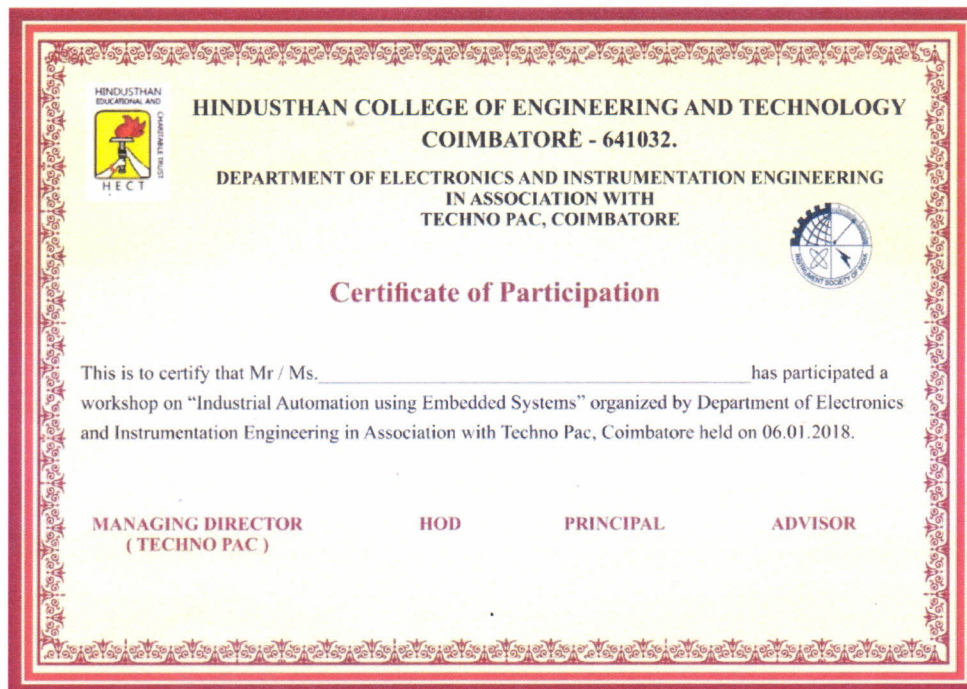 HINDUSTHAN
EDUCATIONAL AND
CHARITABLE TRUST
HECT
HINDUSTHAN COLLEGE OF ENGINEERING AND TECHNOLOGY
COIMBATORE - 641032.
DEPARTMENT OF ELECTRONICS AND INSTRUMENTATION ENGINEERING
IN ASSOCIATION WITH
TECHNO PAC, COIMBATORE
INSTRUMENT SOCIETY OF INDIA
Certificate of Participation
This is to certify that Mr / Ms.______________________________________________has participated a
workshop on “Industrial Automation using Embedded Systems” organized by Department of Electronics
and Instrumentation Engineering in Association with Techno Pac, Coimbatore held on 06.01.2018.
MANAGING DIRECTOR HOD PRINCIPAL ADVISOR
( TECHNO PAC )